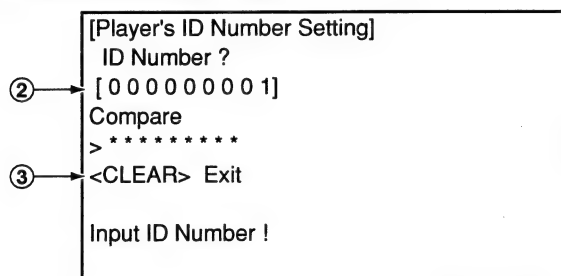 [Player's ID Number Setting]
ID Number ?
② [0 0 0 0 0 0 0 0 1]
Compare
> * * * * * * * * *
③ <CLEAR> Exit
Input ID Number !